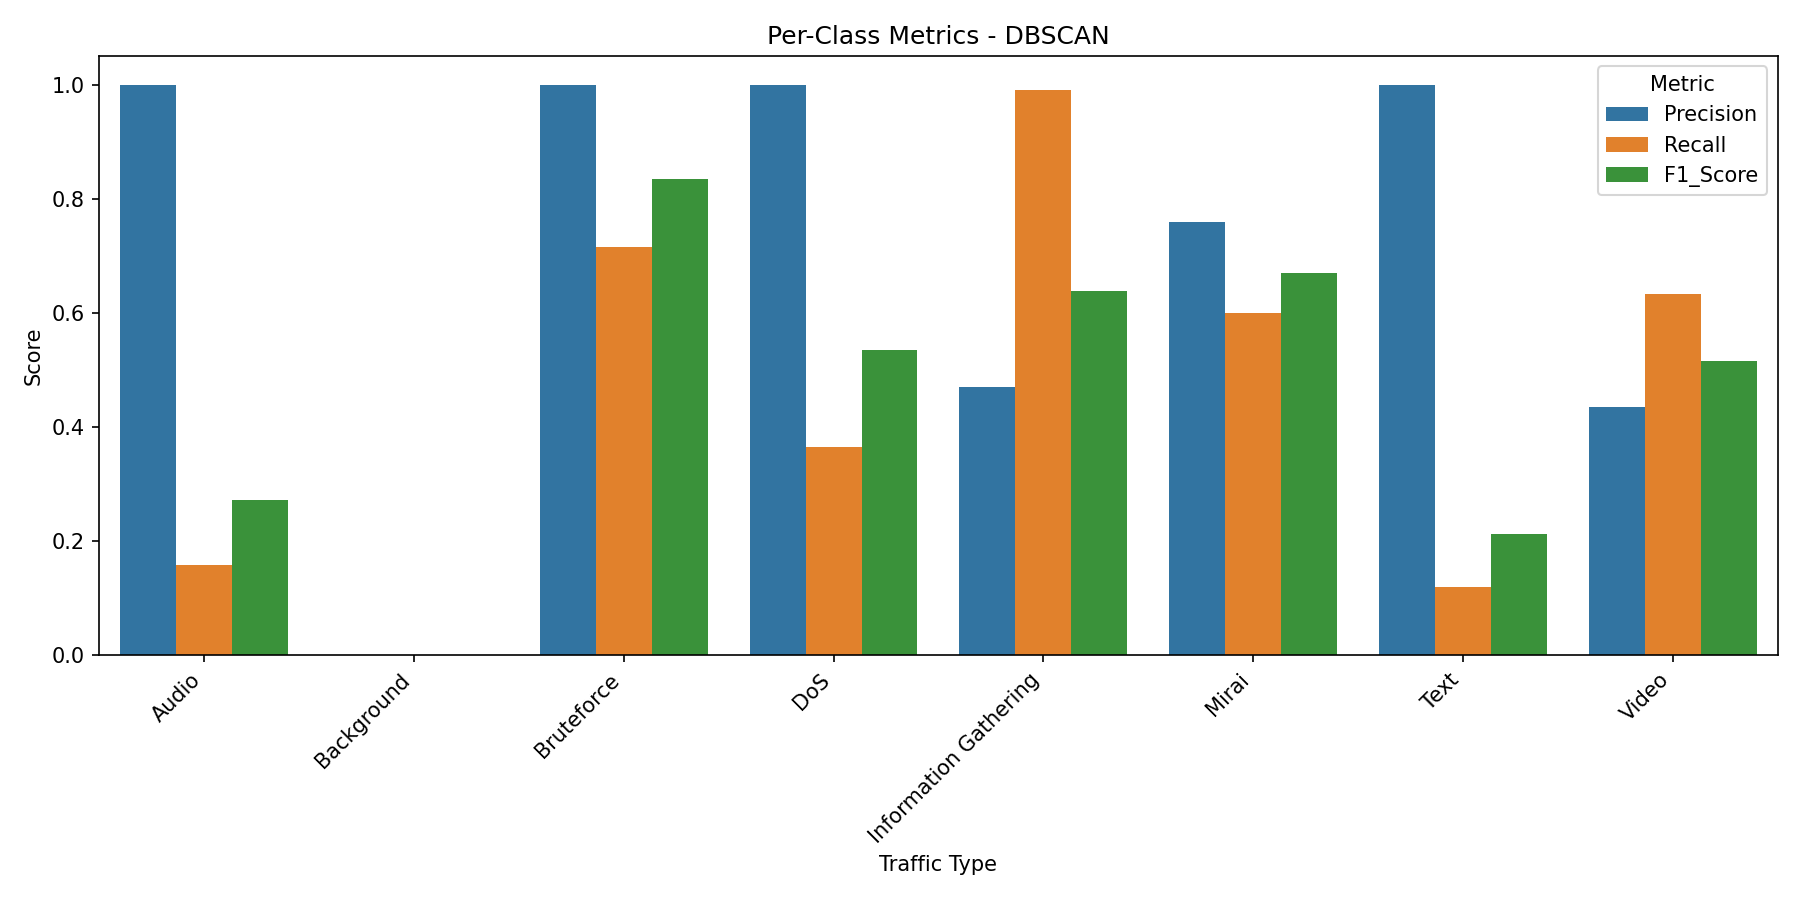 Per-Class Metrics - DBSCAN
Metric
Precision
Recall
F1_Score
Score
1.0
0.8
0.6
0.4
0.2
0.0
Audio
Background
Bruteforce
DoS
Information Gathering
Mirai
Text
Video
Traffic Type